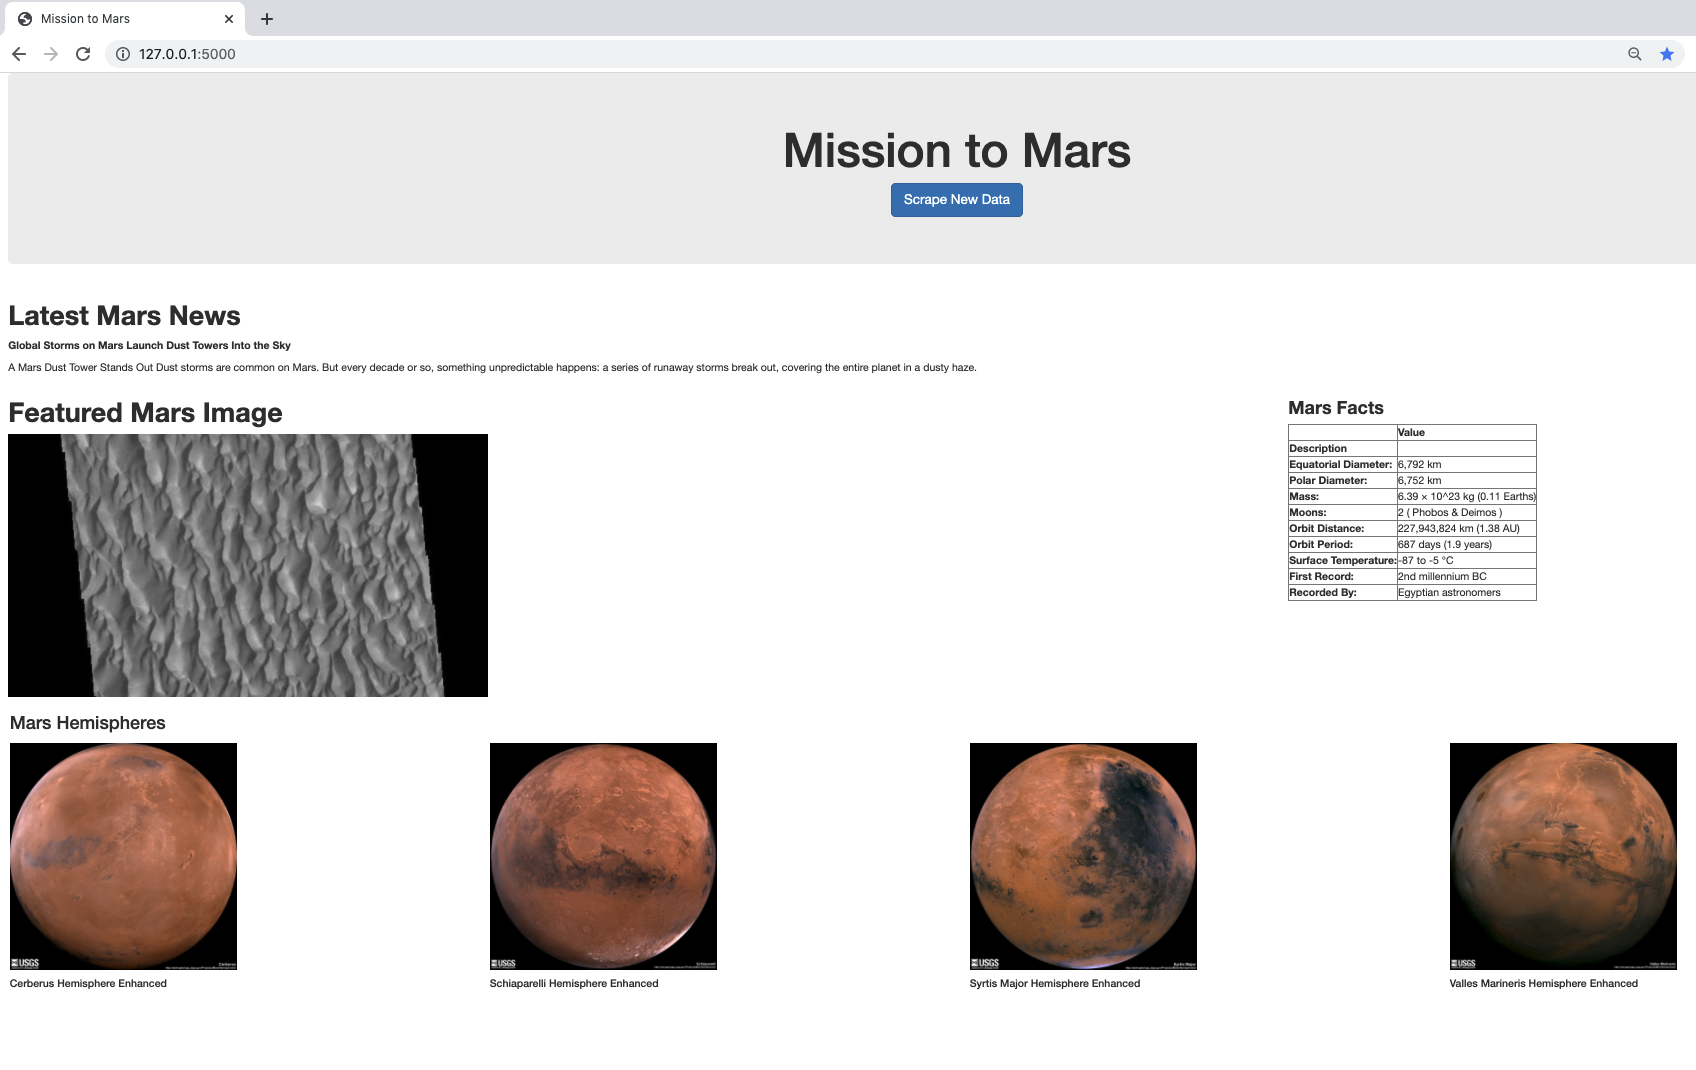 Mission to Mars
127.0.0.1:5000
Mission to Mars
Scrape New Data
Latest Mars News
Global Storms on Mars Launch Dust Towers Into the Sky
A Mars Dust Tower Stands Out Dust storms are common on Mars. But every decade or so, something unpredictable happens: a series of runaway storms break out, covering the entire planet in a dusty haze.
Featured Mars Image
Mars Facts
Value
Description
Equatorial Diameter: 6,792 km
Polar Diameter: 6,752 km
Mass: 6.39 × 10^23 kg (0.11 Earths)
Moons: 2 ( Phobos & Deimos )
Orbit Distance: 227,943,824 km (1.38 AU)
Orbit Period: 687 days (1.9 years)
Surface Temperature: -87 to -5 °C
First Record: 2nd millennium BC
Recorded By: Egyptian astronomers
Mars Hemispheres
USGS
Cerberus Hemisphere Enhanced
USGS
Schiaparelli Hemisphere Enhanced
USGS
Syrtis Major Hemisphere Enhanced
USGS
Valles Marineris Hemisphere Enhanced